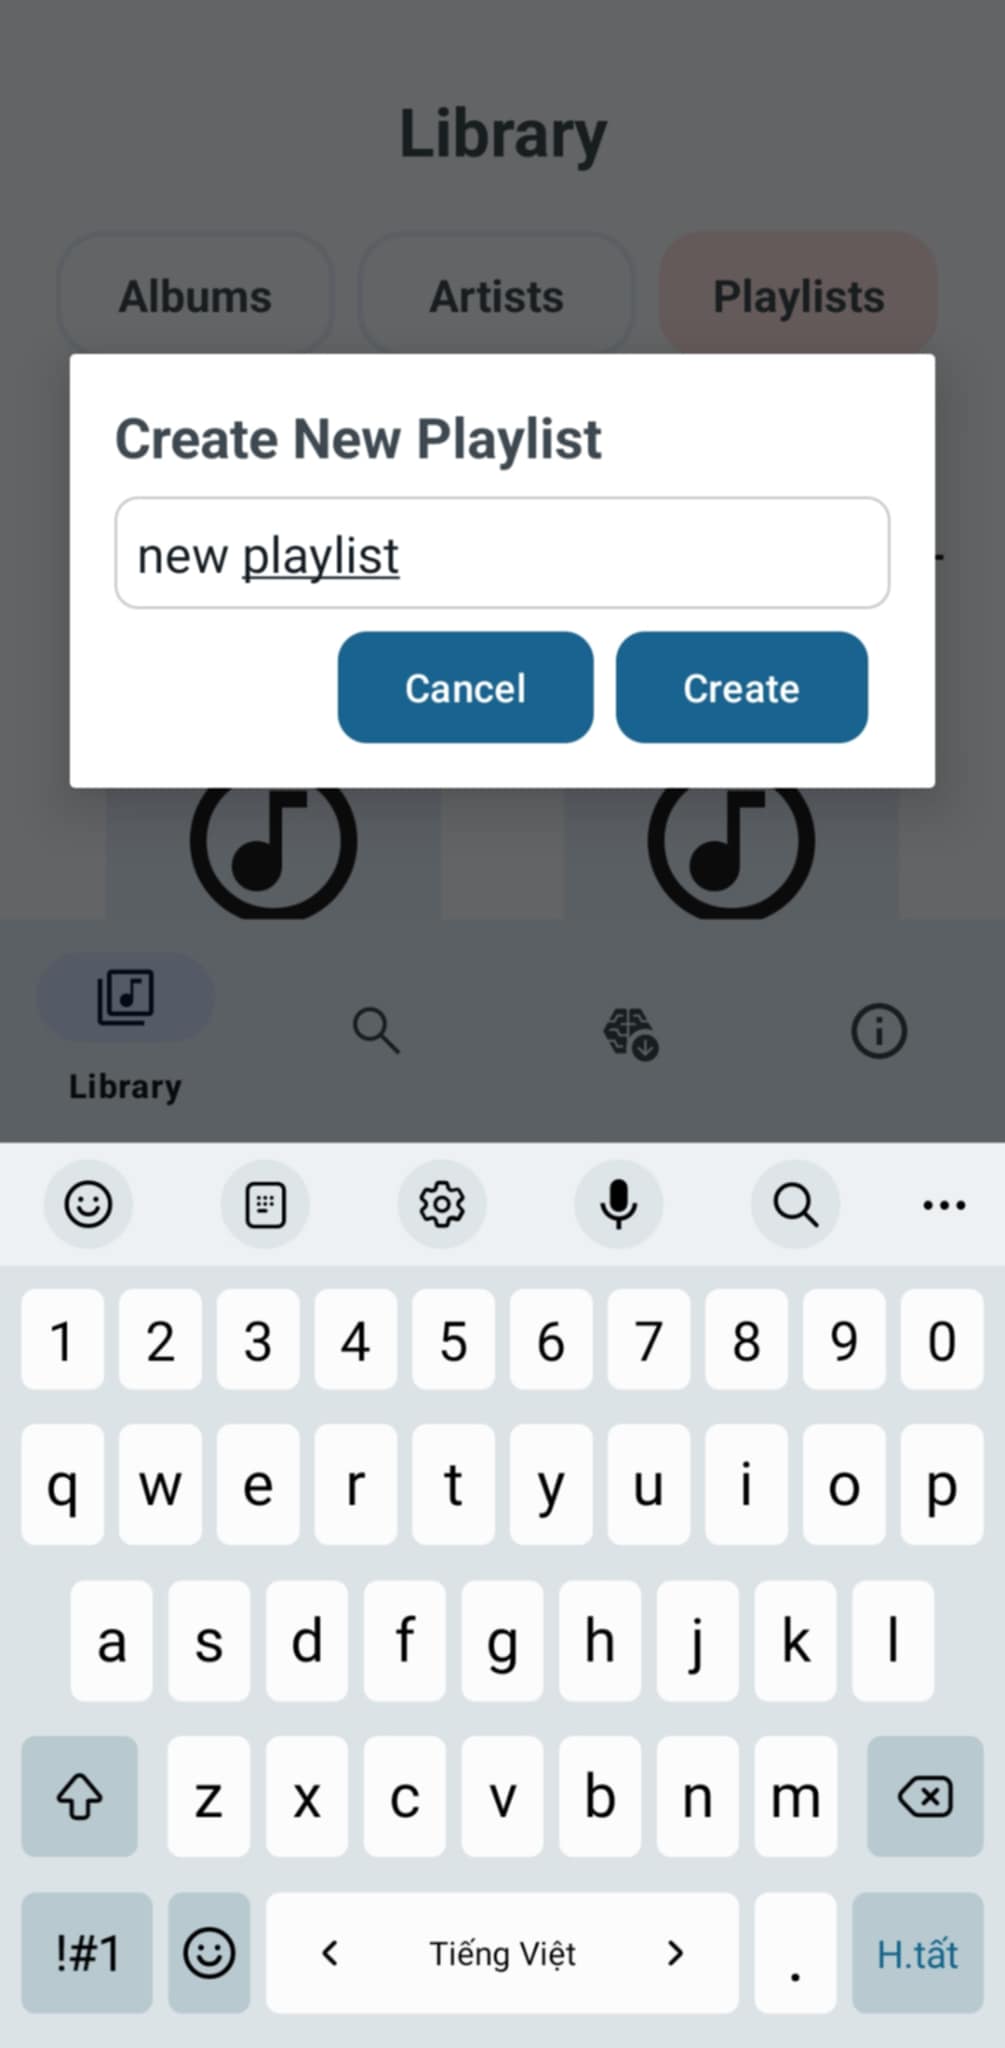 Library
Albums Artists Playlists
Create New Playlist
new playlist
Cancel Create
Library
1 2 3 4 5 6 7 8 9 0
q w e r t y u i o p
a s d f g h j k l
z x c v b n m
!#1 < Tiếng Việt > . H.tất